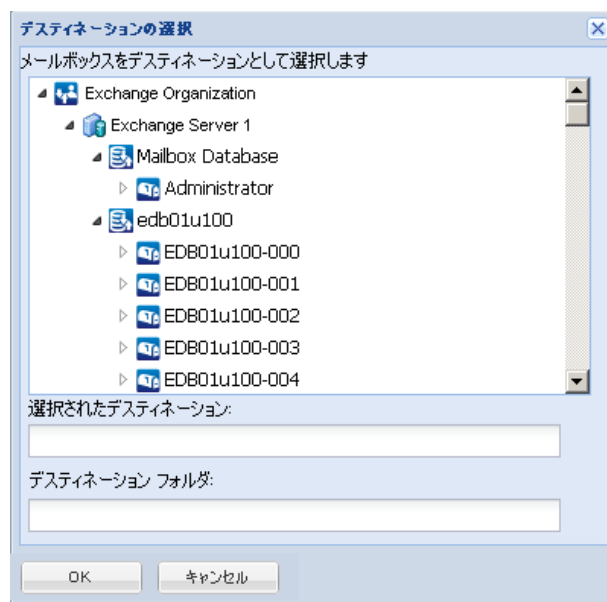 デスティネーションの選択
メールボックスをデスティネーションとして選択します
Exchange Organization
Exchange Server 1
Mailbox Database
Administrator
edb01u100
EDB01u100-000
EDB01u100-001
EDB01u100-002
EDB01u100-003
EDB01u100-004
選択されたデスティネーション:
デスティネーション フォルダ:
OK キャンセル